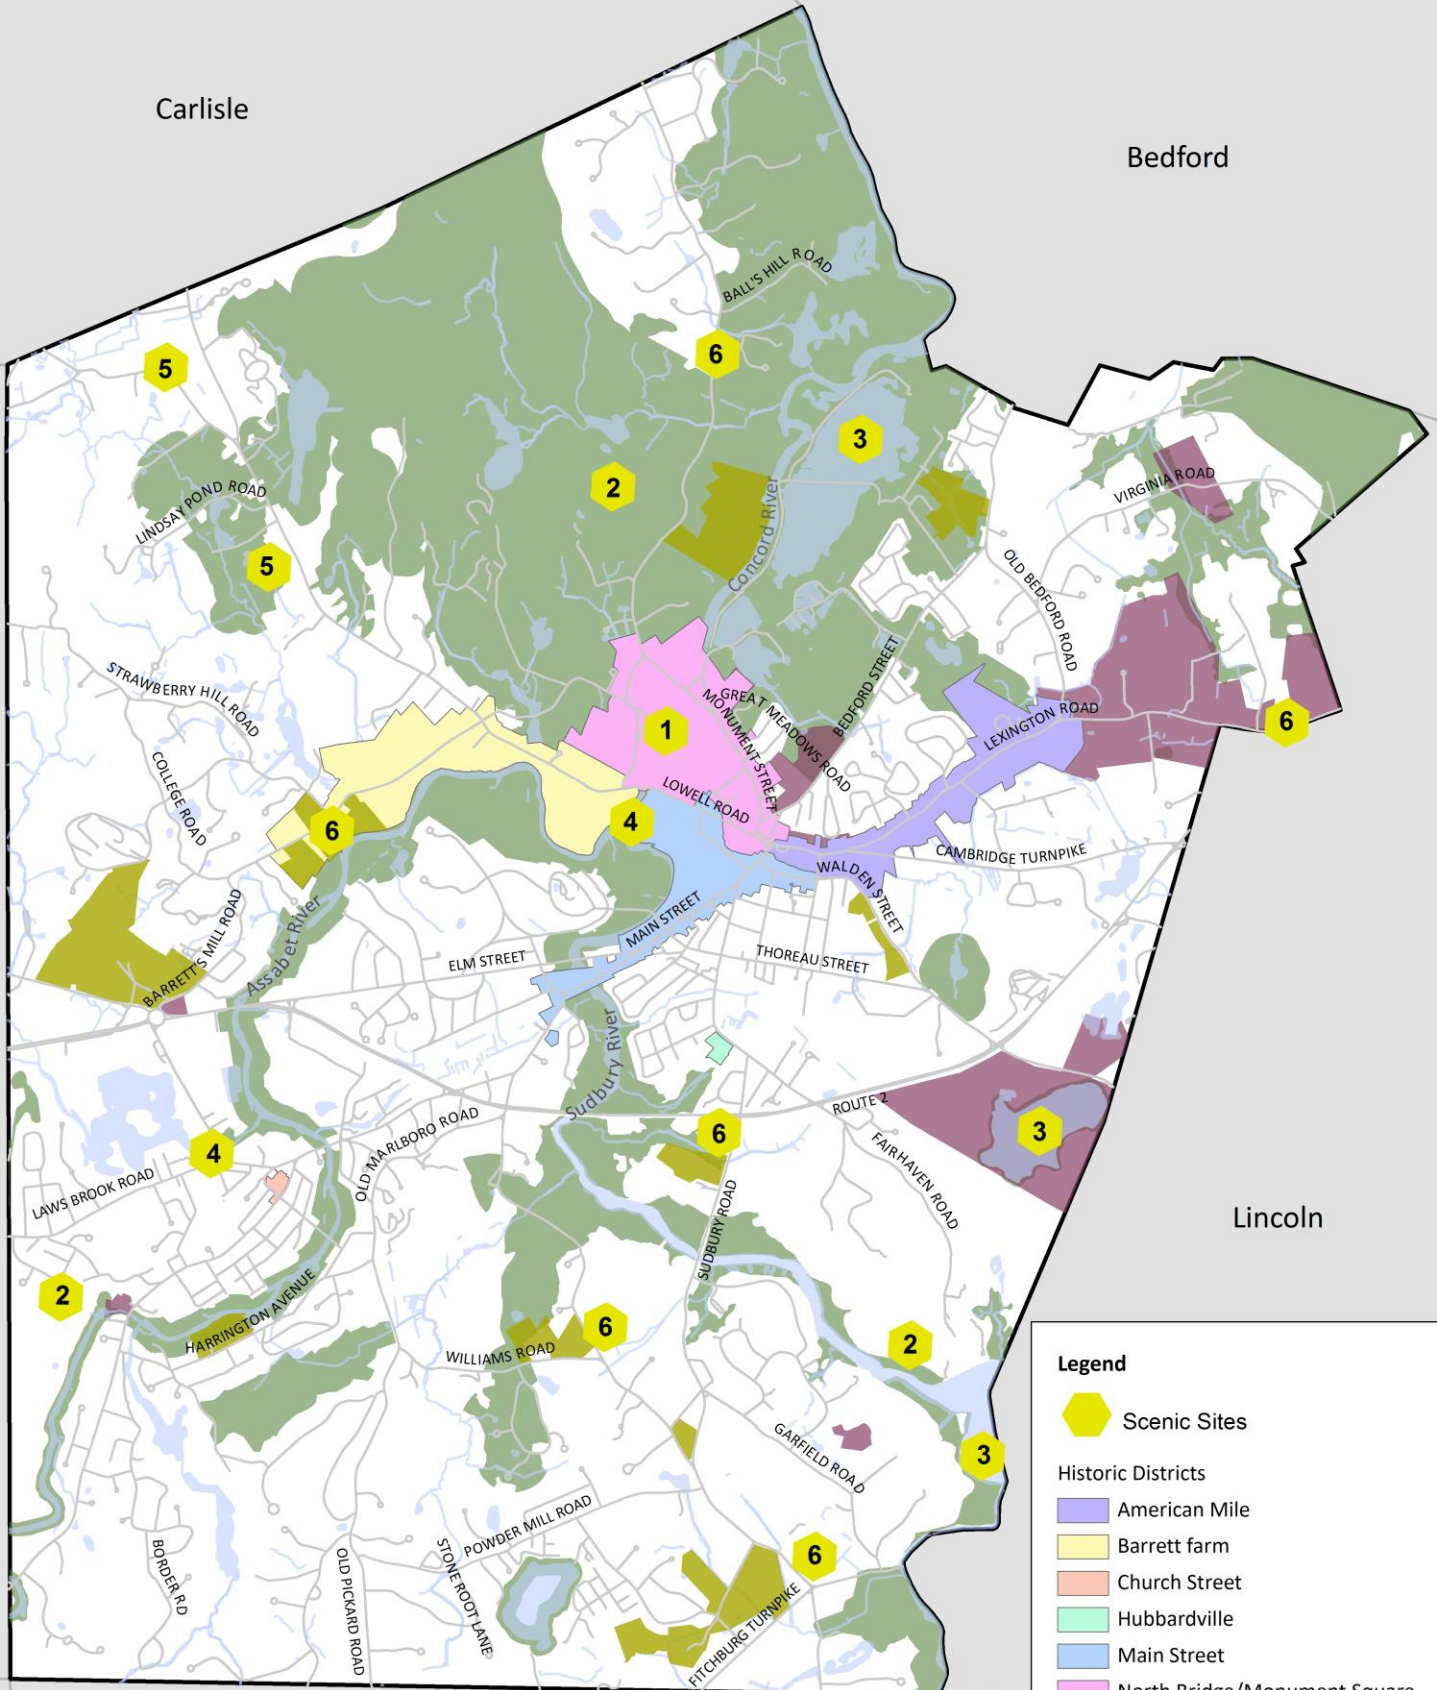 Carlisle
Bedford
BALL'S HILL ROAD
6
5
3
2
Concord River
VIRGINIA ROAD
LINDSAY POND ROAD
5
OLD BEDFORD ROAD
STRAWBERRY HILL ROAD
BEDFORD STREET
GREAT MEADOWS ROAD
MONUMENT STREET
1
LEXINGTON ROAD
6
COLLEGE ROAD
LOWELL ROAD
4
6
CAMBRIDGE TURNPIKE
WALDEN STREET
MAIN STREET
BARRETT'S MILL ROAD
Assabet River
ELM STREET
THOREAU STREET
Sudbury River
ROUTE 2
6
3
4
OLD MARLBORO ROAD
FAIRHAVEN ROAD
LAWS BROOK ROAD
SUDBURY ROAD
Lincoln
2
HARRINGTON AVENUE
6
WILLIAMS ROAD
2
GARFIELD ROAD
3
POWDER MILL ROAD
BORDER RD
OLD PICKARD ROAD
STONE ROOT LANE
6
FITCHBURG TURNPIKE
Legend
Scenic Sites
Historic Districts
American Mile
Barrett farm
Church Street
Hubbardville
Main Street
North Bridge/Monument Square